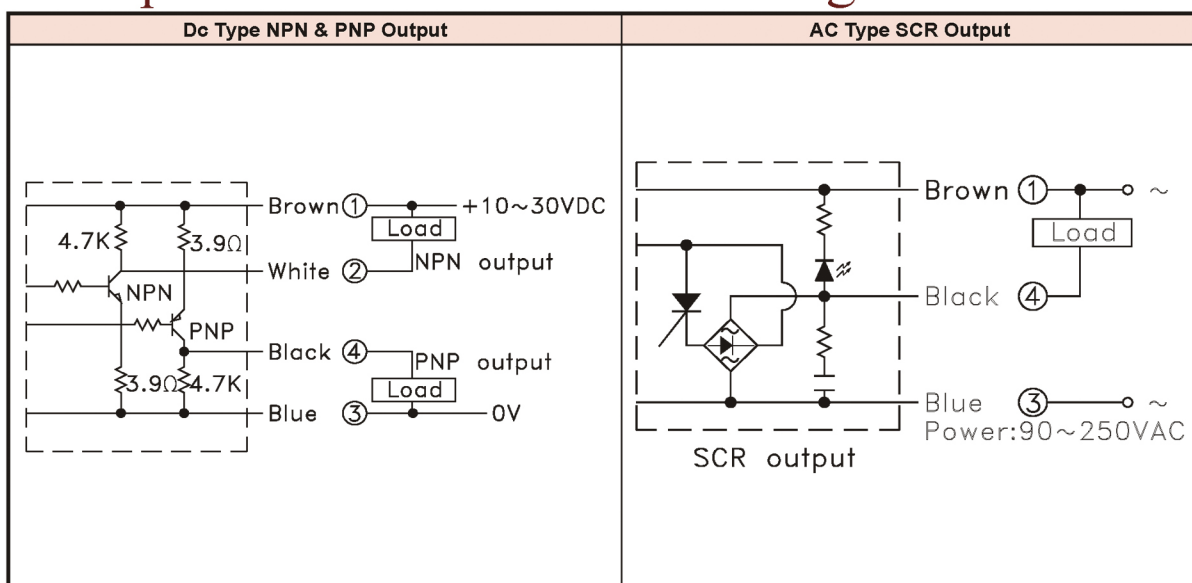 Dc Type NPN & PNP Output
AC Type SCR Output
Brown ① +10~30VDC
4.7K 3.9Ω Load
White ② NPN output
NPN
PNP
Black ④ PNP output
3.9Ω 4.7K Load
Blue ③ 0V
Brown ① ~
Load
Black ④
Blue ③ ~
Power:90~250VAC
SCR output